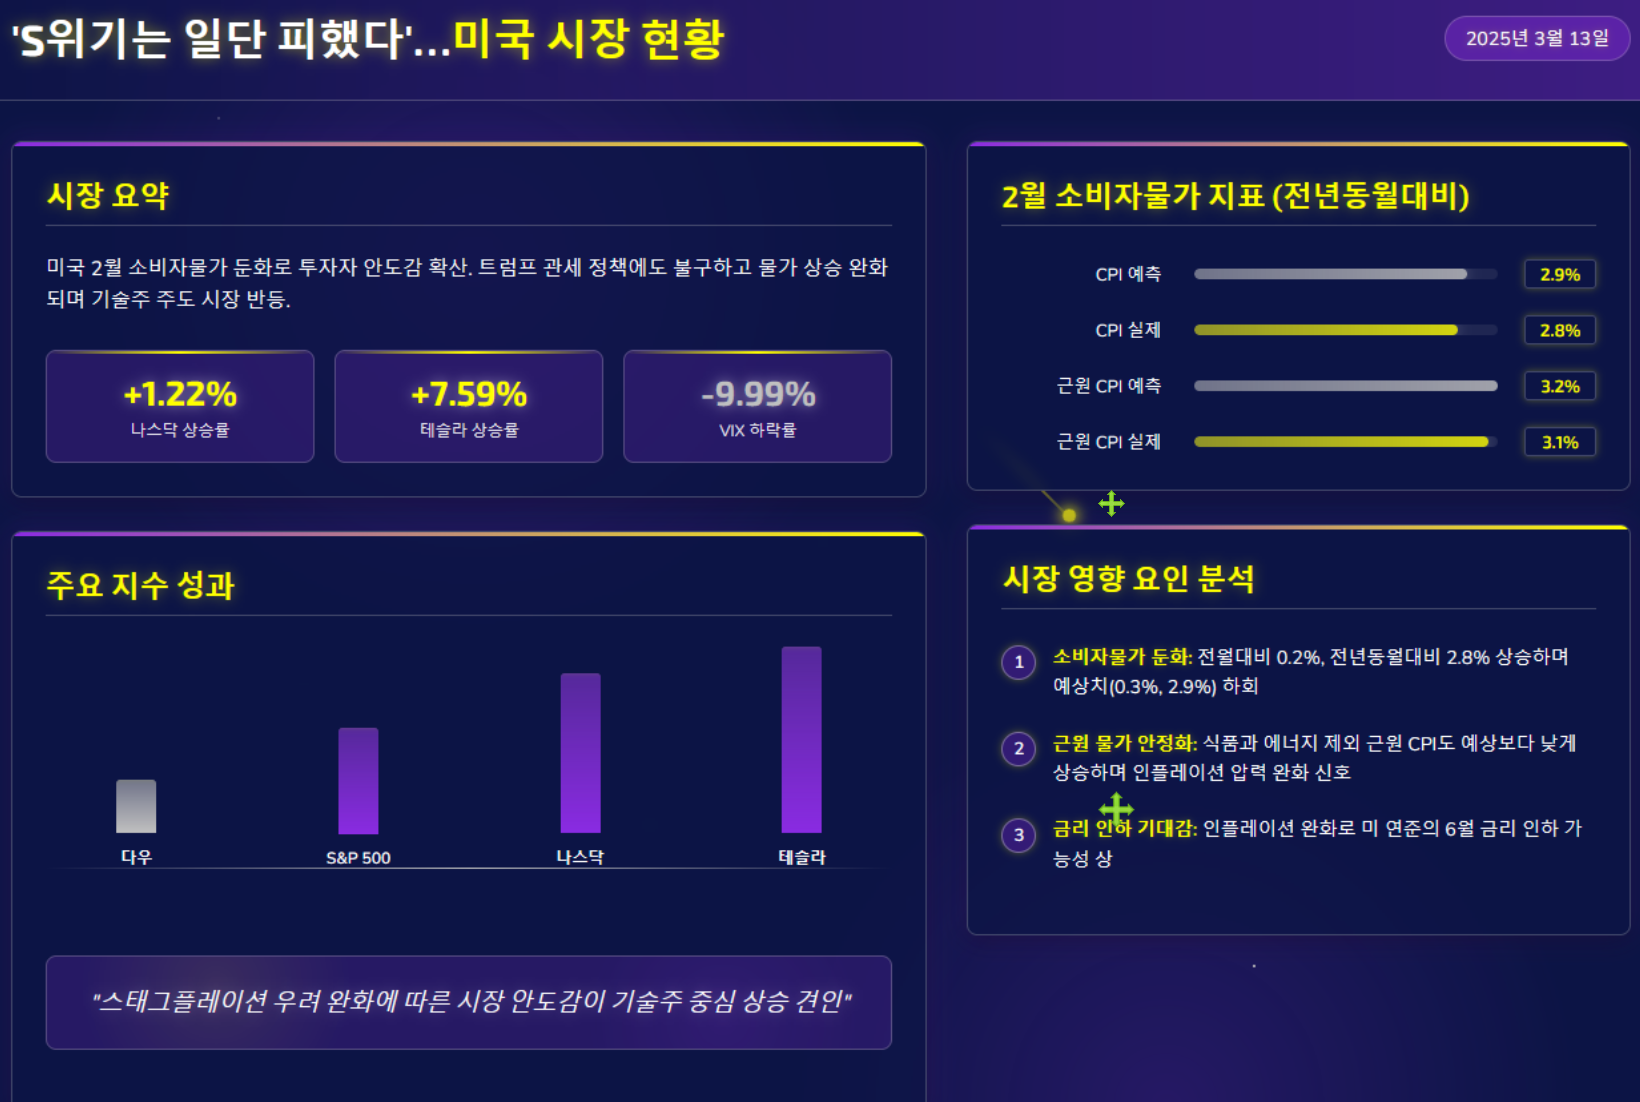 'S위기는 일단 피했다'...미국 시장 현황
2025년 3월 13일
시장 요약
미국 2월 소비자물가 둔화로 투자자 안도감 확산. 트럼프 관세 정책에도 불구하고 물가 상승 완화
되며 기술주 주도 시장 반등.
+1.22%
나스닥 상승률
+7.59%
테슬라 상승률
-9.99%
VIX 하락률
주요 지수 성과
다우
S&P 500
나스닥
테슬라
"스태그플레이션 우려 완화에 따른 시장 안도감이 기술주 중심 상승 견인"
2월 소비자물가 지표 (전년동월대비)
CPI 예측
2.9%
CPI 실제
2.8%
근원 CPI 예측
3.2%
근원 CPI 실제
3.1%
시장 영향 요인 분석
1
소비자물가 둔화: 전월대비 0.2%, 전년동월대비 2.8% 상승하며
예상치(0.3%, 2.9%) 하회
2
근원 물가 안정화: 식품과 에너지 제외 근원 CPI도 예상보다 낮게
상승하며 인플레이션 압력 완화 신호
3
금리 인하 기대감: 인플레이션 완화로 미 연준의 6월 금리 인하 가
능성 상